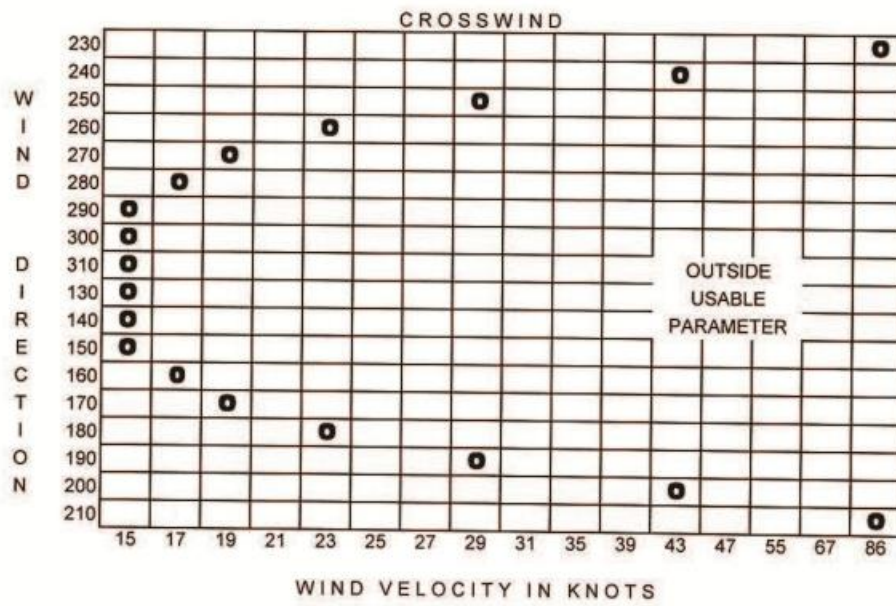 CROSSWIND
WIND DIRECTION
230
240
250
260
270
280
290
300
310
130
140
150
160
170
180
190
200
210
OUTSIDE
USABLE
PARAMETER
15 17 19 21 23 25 27 29 31 35 39 43 47 55 67 86
WIND VELOCITY IN KNOTS